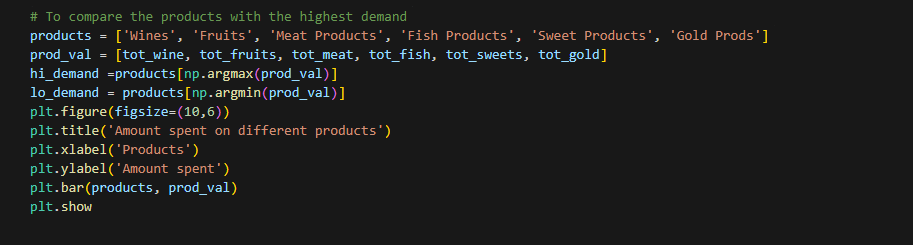 # To compare the products with the highest demand
products = ['Wines', 'Fruits', 'Meat Products', 'Fish Products', 'Sweet Products', 'Gold Prods']
prod_val = [tot_wine, tot_fruits, tot_meat, tot_fish, tot_sweets, tot_gold]
hi_demand =products[np.argmax(prod_val)]
lo_demand = products[np.argmin(prod_val)]
plt.figure(figsize=(10,6))
plt.title('Amount spent on different products')
plt.xlabel('Products')
plt.ylabel('Amount spent')
plt.bar(products, prod_val)
plt.show